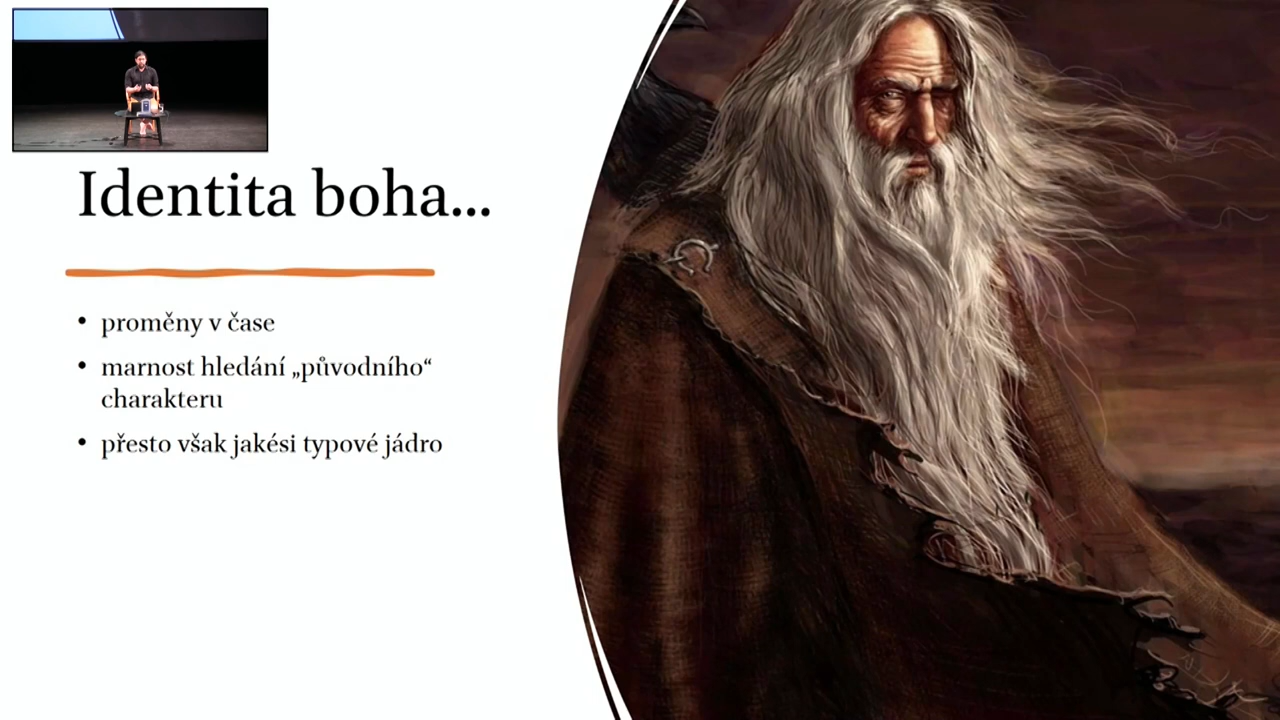 Identita boha...
• proměny v čase
• marnost hledání „původního“
charakteru
• přesto však jakési typové jádro